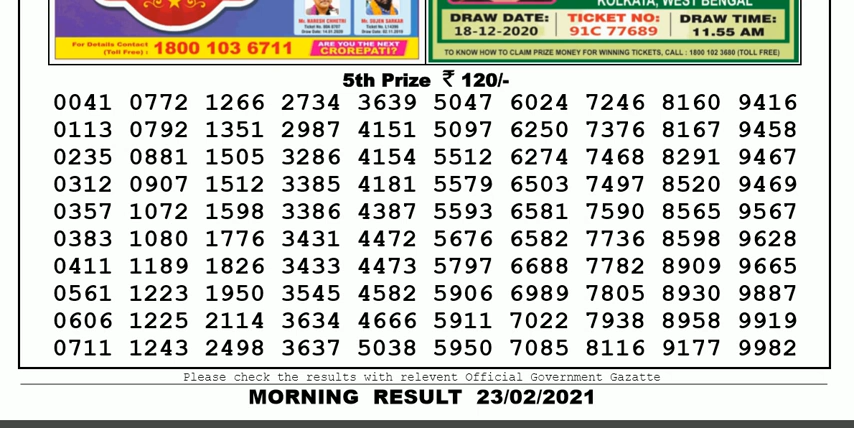 Mr. NARESH CHHETRI
Mr. SUJEN SARKAR
For Details Contact
(Toll Free) : 1800 103 6711
ARE YOU THE NEXT
CROREPATI?
KOLKATA, WEST BENGAL
DRAW DATE: TICKET NO: DRAW TIME:
18-12-2020 91C 77689 11.55 AM
TO KNOW HOW TO CLAIM PRIZE MONEY FOR WINNING TICKETS, CALL : 1800 102 3680 (TOLL FREE)
5th Prize ₹ 120/-
0041 0772 1266 2734 3639 5047 6024 7246 8160 9416
0113 0792 1351 2987 4151 5097 6250 7376 8167 9458
0235 0881 1505 3286 4154 5512 6274 7468 8291 9467
0312 0907 1512 3385 4181 5579 6503 7497 8520 9469
0357 1072 1598 3386 4387 5593 6581 7590 8565 9567
0383 1080 1776 3431 4472 5676 6582 7736 8598 9628
0411 1189 1826 3433 4473 5797 6688 7782 8909 9665
0561 1223 1950 3545 4582 5906 6989 7805 8930 9887
0606 1225 2114 3634 4666 5911 7022 7938 8958 9919
0711 1243 2498 3637 5038 5950 7085 8116 9177 9982
Please check the results with relevent Official Government Gazatte
MORNING RESULT 23/02/2021